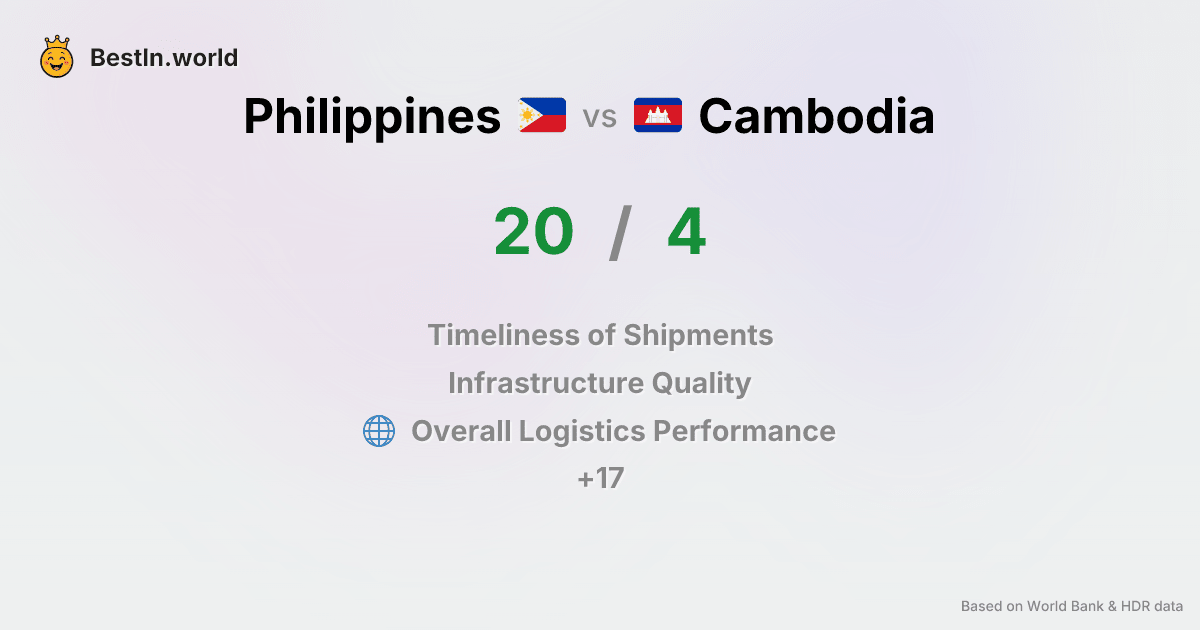 BestIn.world
Philippines vs Cambodia
20 / 4
Timeliness of Shipments
Infrastructure Quality
Overall Logistics Performance
+17
Based on World Bank & HDR data